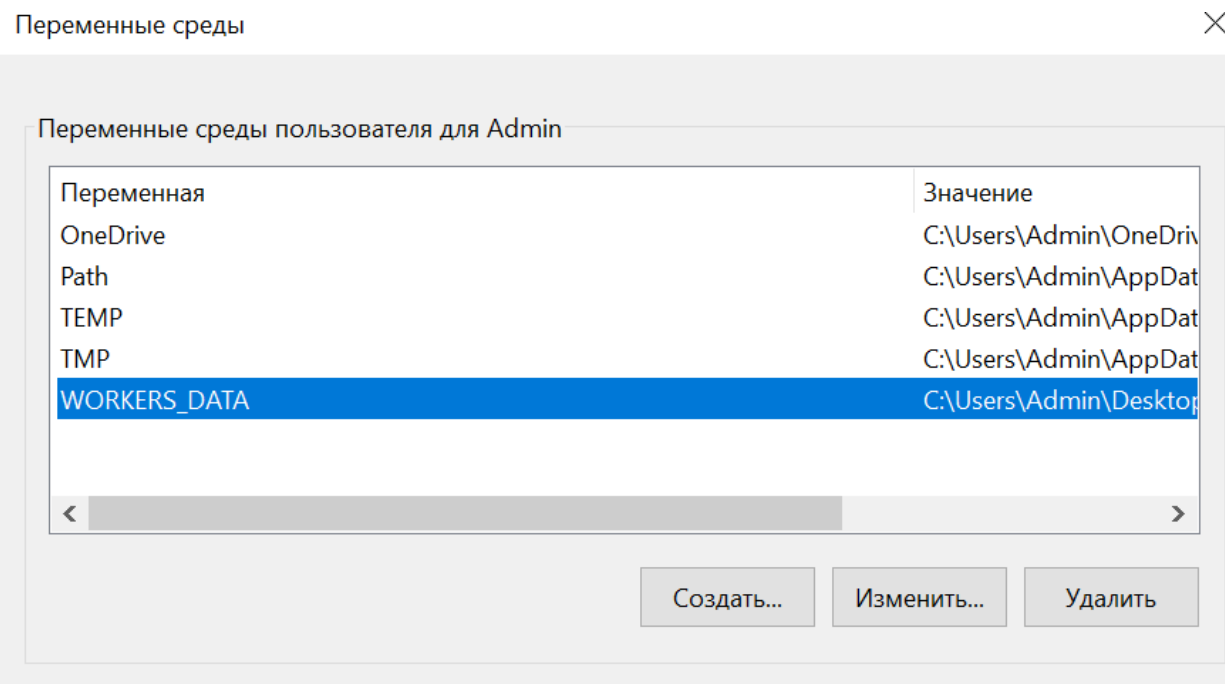 Переменные среды
Переменные среды пользователя для Admin
Переменная Значение
OneDrive C:\Users\Admin\OneDriv
Path C:\Users\Admin\AppDat
TEMP C:\Users\Admin\AppDat
TMP C:\Users\Admin\AppDat
WORKERS_DATA C:\Users\Admin\Desktop
Создать... Изменить... Удалить